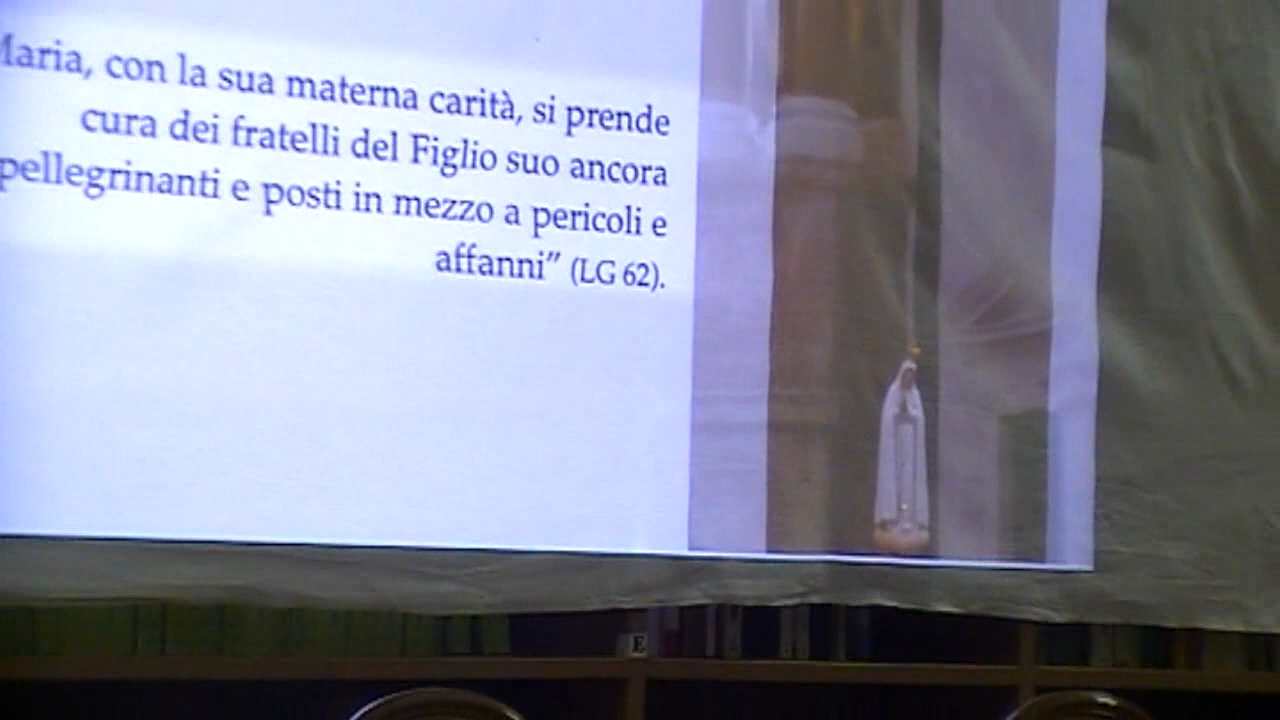 Maria, con la sua materna carità, si prende
cura dei fratelli del Figlio suo ancora
pellegrinanti e posti in mezzo a pericoli e
affanni” (LG 62).
E